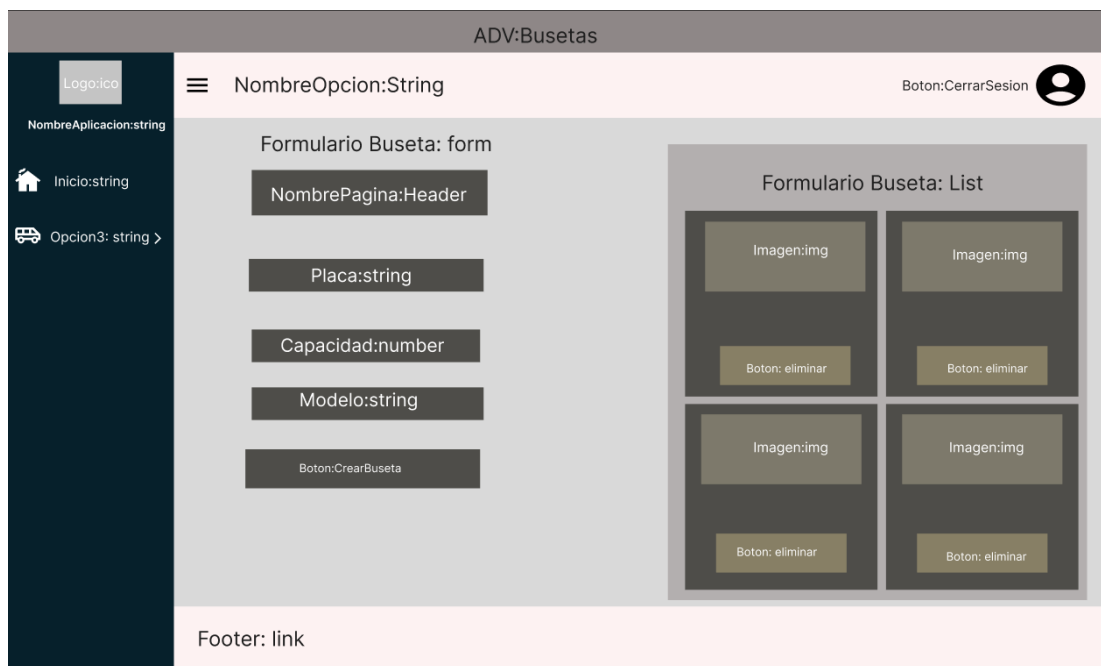 ADV:Busetas
Logo:ico
NombreAplicacion:string
Inicio:string
Opcion3: string
NombreOpcion:String
Boton:CerrarSesion
Formulario Buseta: form
NombrePagina:Header
Placa:string
Capacidad:number
Modelo:string
Boton:CrearBuseta
Formulario Buseta: List
Imagen:img
Imagen:img
Boton: eliminar
Boton: eliminar
Imagen:img
Imagen:img
Boton: eliminar
Boton: eliminar
Footer: link